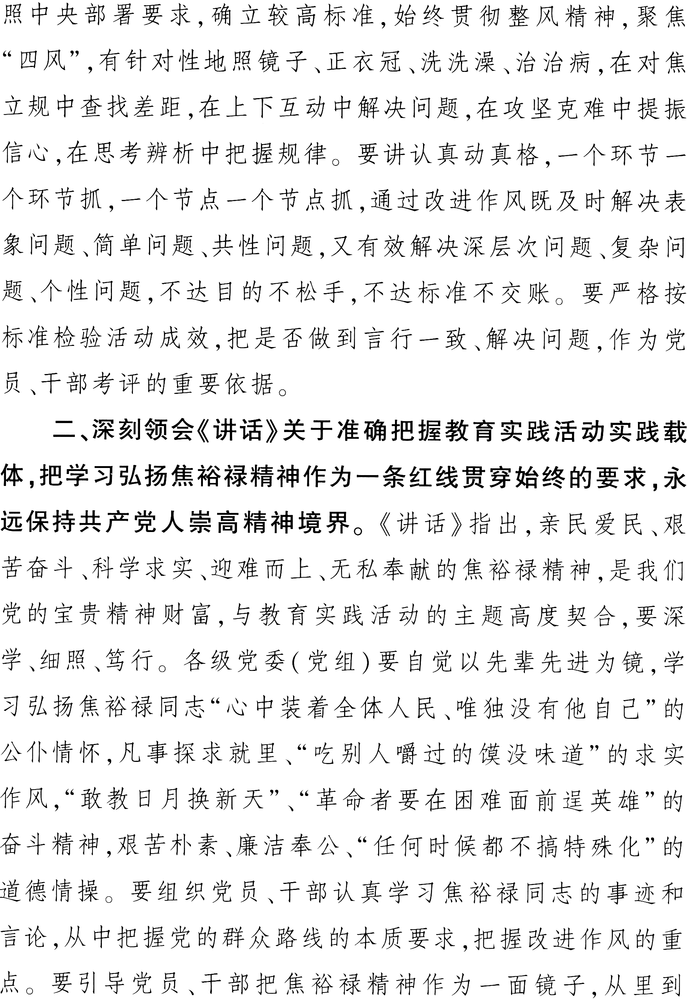 照中央部署要求,确立较高标准,始终贯彻整风精神,聚焦
“四风”,有针对性地照镜子、正衣冠、洗洗澡、治治病,在对焦
立规中查找差距,在上下互动中解决问题,在攻坚克难中提振
信心,在思考辨析中把握规律。要讲认真动真格,一个环节一
个环节抓,一个节点一个节点抓,通过改进作风既及时解决表
象问题、简单问题、共性问题,又有效解决深层次问题、复杂问
题、个性问题,不达目的不松手,不达标准不交账。要严格按
标准检验活动成效,把是否做到言行一致、解决问题,作为党
员、干部考评的重要依据。
二、深刻领会《讲话》关于准确把握教育实践活动实践载
体,把学习弘扬焦裕禄精神作为一条红线贯穿始终的要求,永
远保持共产党人崇高精神境界。《讲话》指出,亲民爱民、艰
苦奋斗、科学求实、迎难而上、无私奉献的焦裕禄精神,是我们
党的宝贵精神财富,与教育实践活动的主题高度契合,要深
学、细照、笃行。各级党委(党组)要自觉以先辈先进为镜,学
习弘扬焦裕禄同志“心中装着全体人民、唯独没有他自己”的
公仆情怀,凡事探求就里、“吃别人嚼过的馍没味道”的求实
作风,“敢教日月换新天”、“革命者要在困难面前逞英雄”的
奋斗精神,艰苦朴素、廉洁奉公、“任何时候都不搞特殊化”的
道德情操。要组织党员、干部认真学习焦裕禄同志的事迹和
言论,从中把握党的群众路线的本质要求,把握改进作风的重
点。要引导党员、干部把焦裕禄精神作为一面镜子,从里到